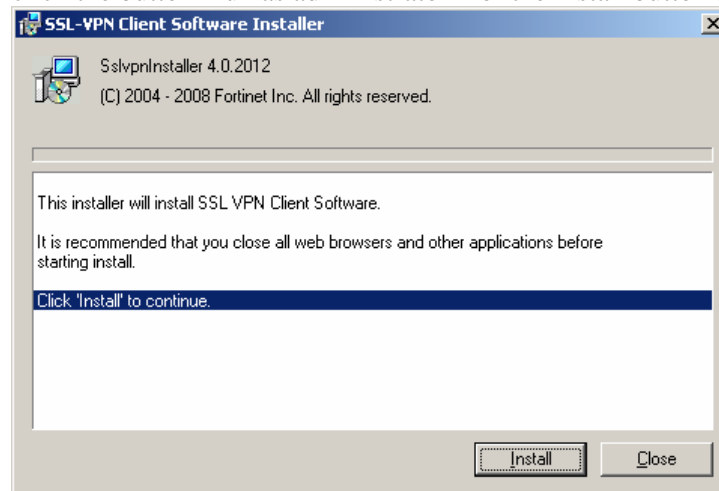 SSL-VPN Client Software Installer
SslvpnInstaller 4.0.2012
(C) 2004 - 2008 Fortinet Inc. All rights reserved.
This installer will install SSL VPN Client Software.
It is recommended that you close all web browsers and other applications before
starting install.
Click 'Install' to continue.
Install Close